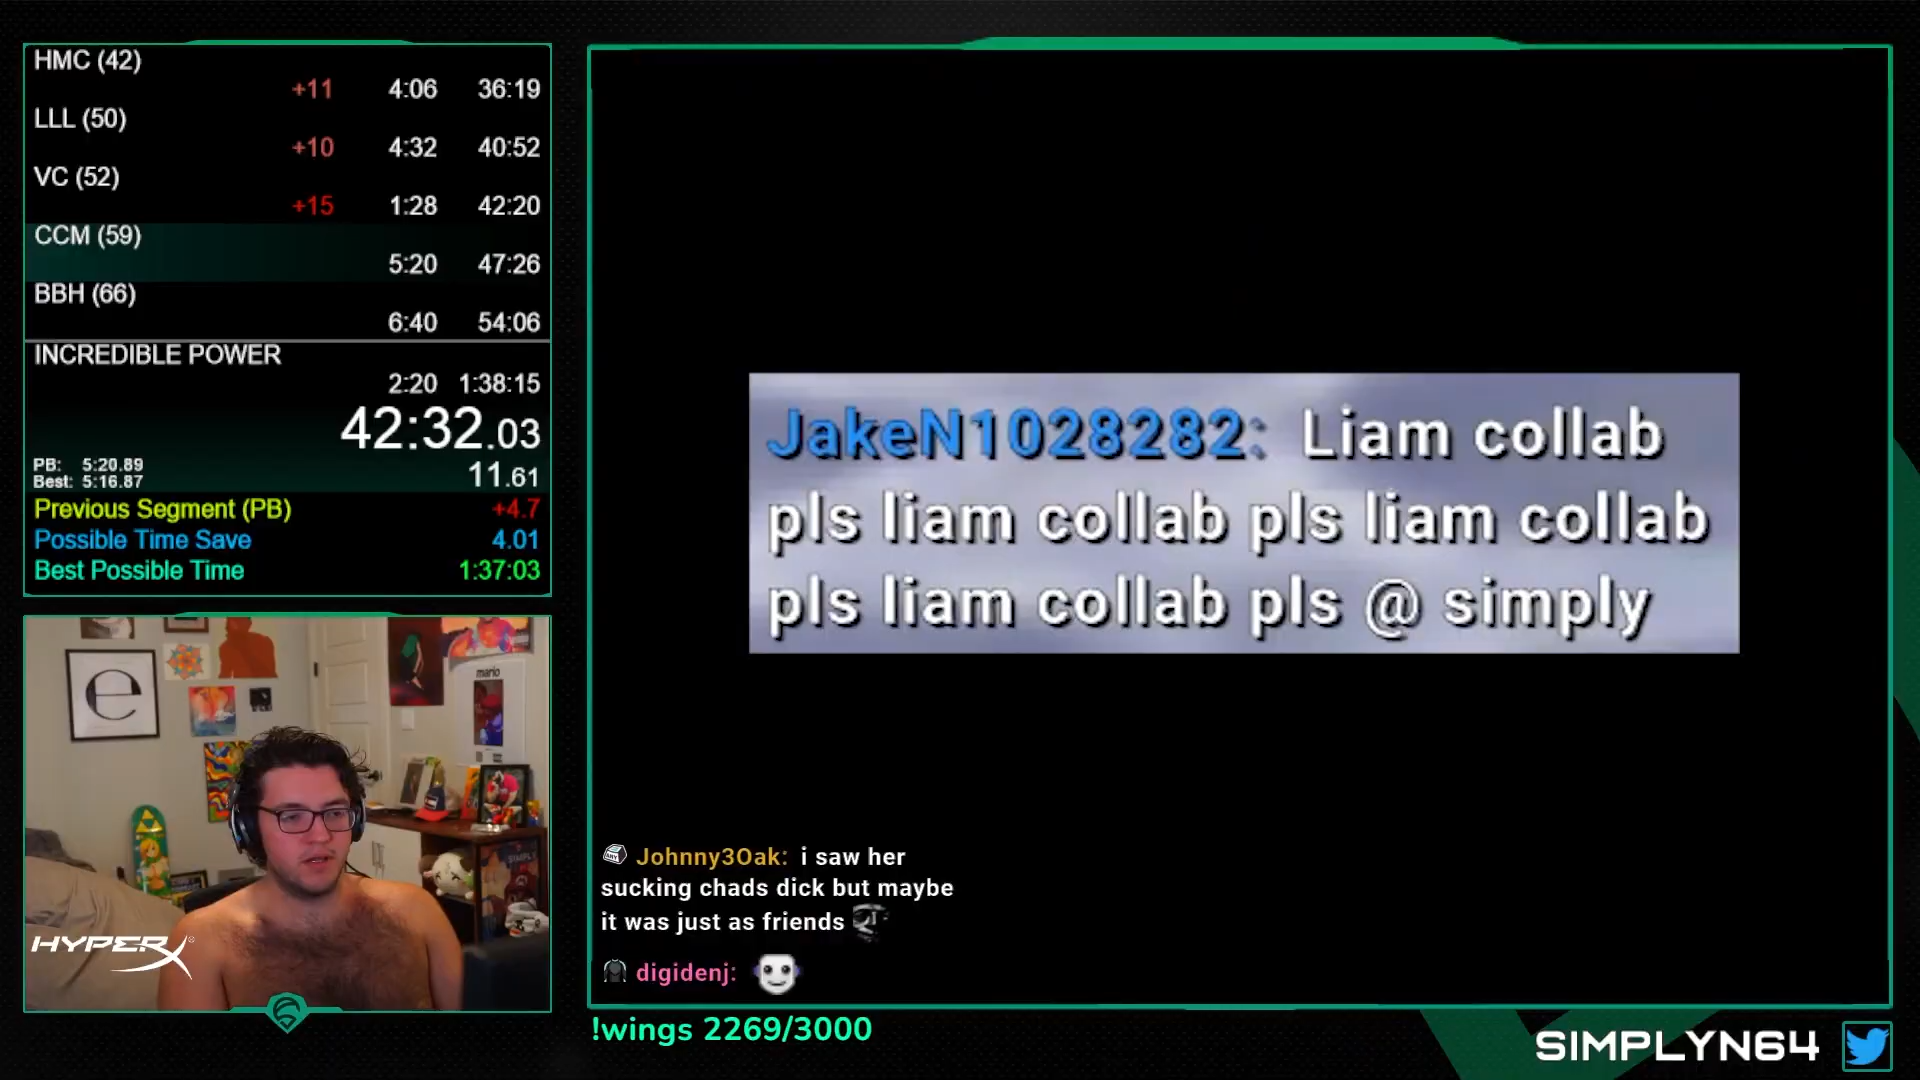 HMC (42)
+11 4:06 36:19
LLL (50)
+10 4:32 40:52
VC (52)
+15 1:28 42:20
CCM (59)
5:20 47:26
BBH (66)
6:40 54:06
INCREDIBLE POWER
2:20 1:38:15
42:32.03
PB: 5:20.89
Best: 5:16.87
11.61
Previous Segment (PB) +4.7
Possible Time Save 4.01
Best Possible Time 1:37:03
e
mario
SIMPLY
HYPERX
JakeN1028282: Liam collab
pls liam collab pls liam collab
pls liam collab pls @ simply
Johnny3Oak: i saw her
sucking chads dick but maybe
it was just as friends
digidenj:
!wings 2269/3000
SIMPLYN64